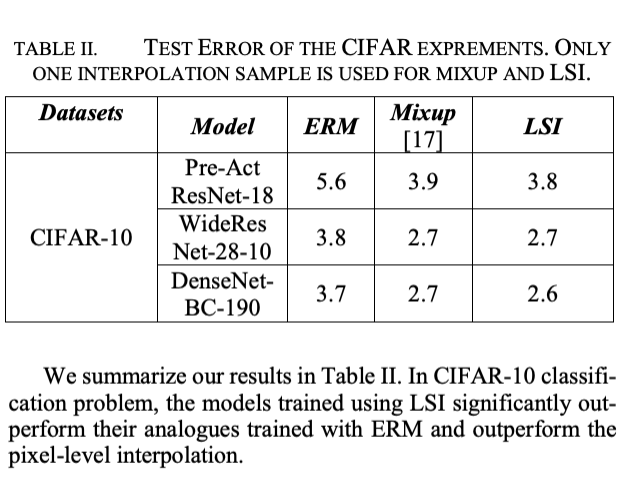 TABLE II. TEST ERROR OF THE CIFAR EXPREMENTS. ONLY
ONE INTERPOLATION SAMPLE IS USED FOR MIXUP AND LSI.
Datasets Model ERM Mixup [17] LSI
CIFAR-10
Pre-Act
ResNet-18 5.6 3.9 3.8
WideRes
Net-28-10 3.8 2.7 2.7
DenseNet-
BC-190 3.7 2.7 2.6
We summarize our results in Table II. In CIFAR-10 classifi-
cation problem, the models trained using LSI significantly out-
perform their analogues trained with ERM and outperform the
pixel-level interpolation.